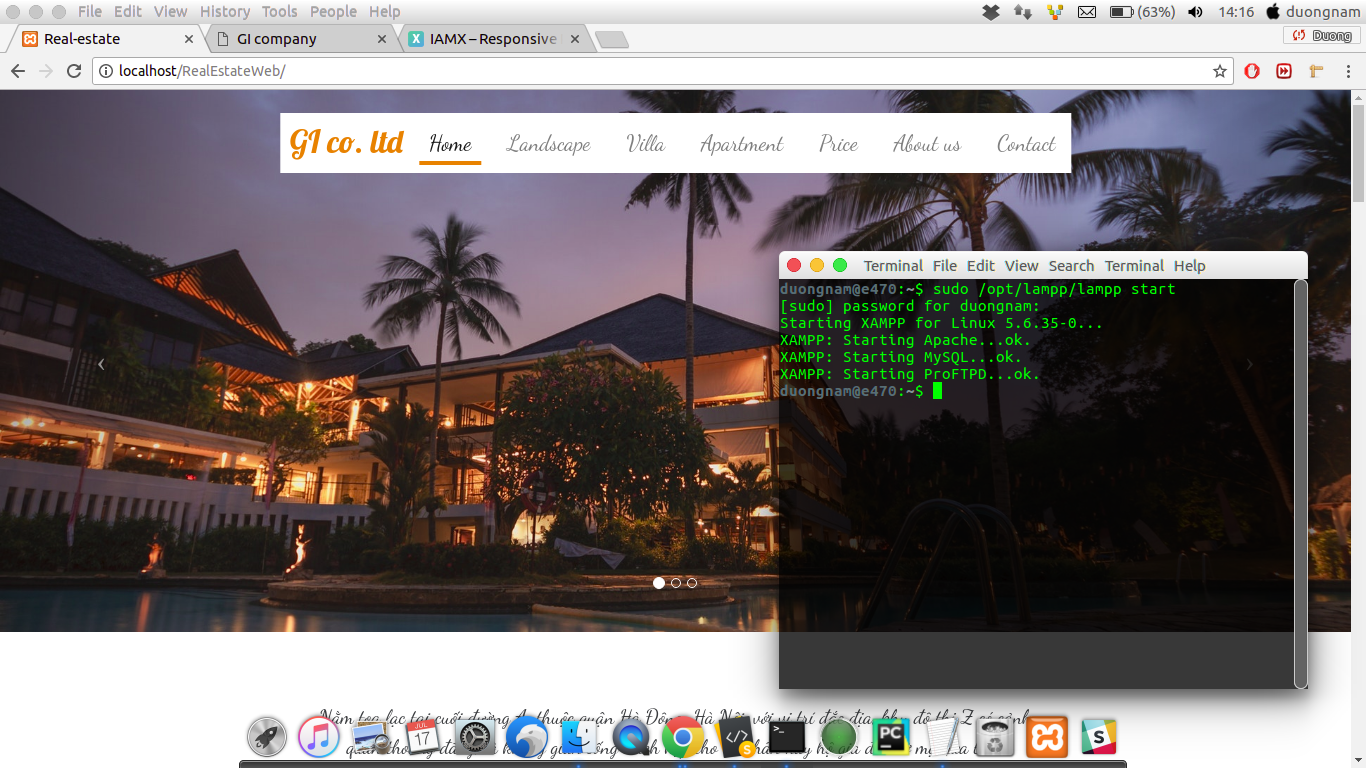 File Edit View History Tools People Help (63%) 14:16 duongnam
Real-estate GI company IAMX – Responsive Duong
localhost/RealEstateWeb/
GI co. ltd Home Landscape Villa Apartment Price About us Contact
Terminal File Edit View Search Terminal Help
duongnam@e470:~$ sudo /opt/lampp/lampp start
[sudo] password for duongnam:
Starting XAMPP for Linux 5.6.35-0...
XAMPP: Starting Apache...ok.
XAMPP: Starting MySQL...ok.
XAMPP: Starting ProFTPD...ok.
duongnam@e470:~$
Nằm tọa lạc tại cuối đường A, thuộc quận Hà Đông, Hà Nội với vị trí đắc địa, khu đô thị Z có cảnh
JUL
17
PC
S